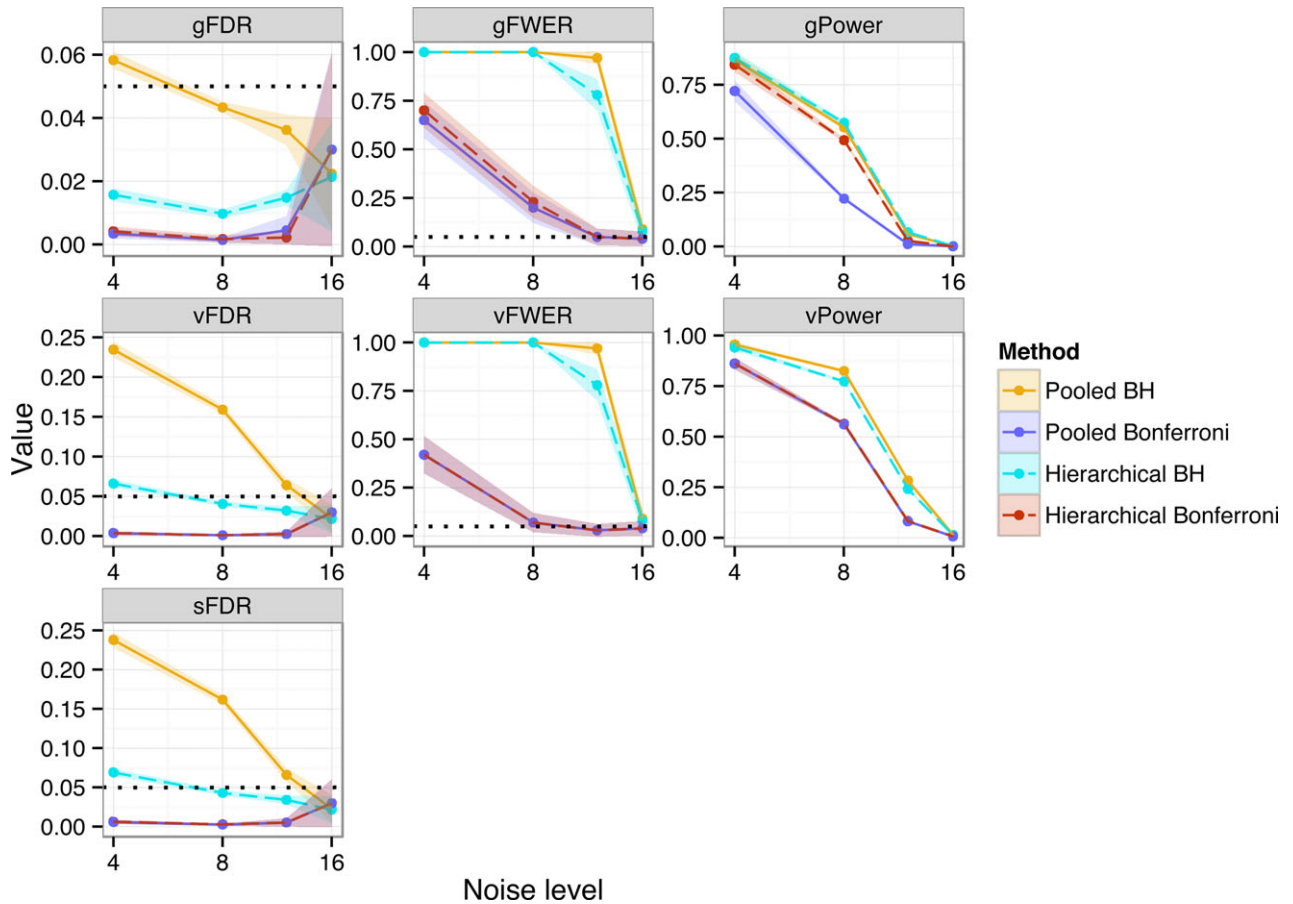 gFDR
gFWER
gPower
0.06
0.04
0.02
0.00
1.00
0.75
0.50
0.25
0.00
0.75
0.50
0.25
0.00
4 8 16
4 8 16
4 8 16
vFDR
vFWER
vPower
0.25
0.20
0.15
0.10
0.05
0.00
1.00
0.75
0.50
0.25
0.00
1.00
0.75
0.50
0.25
0.00
4 8 16
4 8 16
4 8 16
sFDR
0.25
0.20
0.15
0.10
0.05
0.00
4 8 16
Value
Noise level
Method
Pooled BH
Pooled Bonferroni
Hierarchical BH
Hierarchical Bonferroni